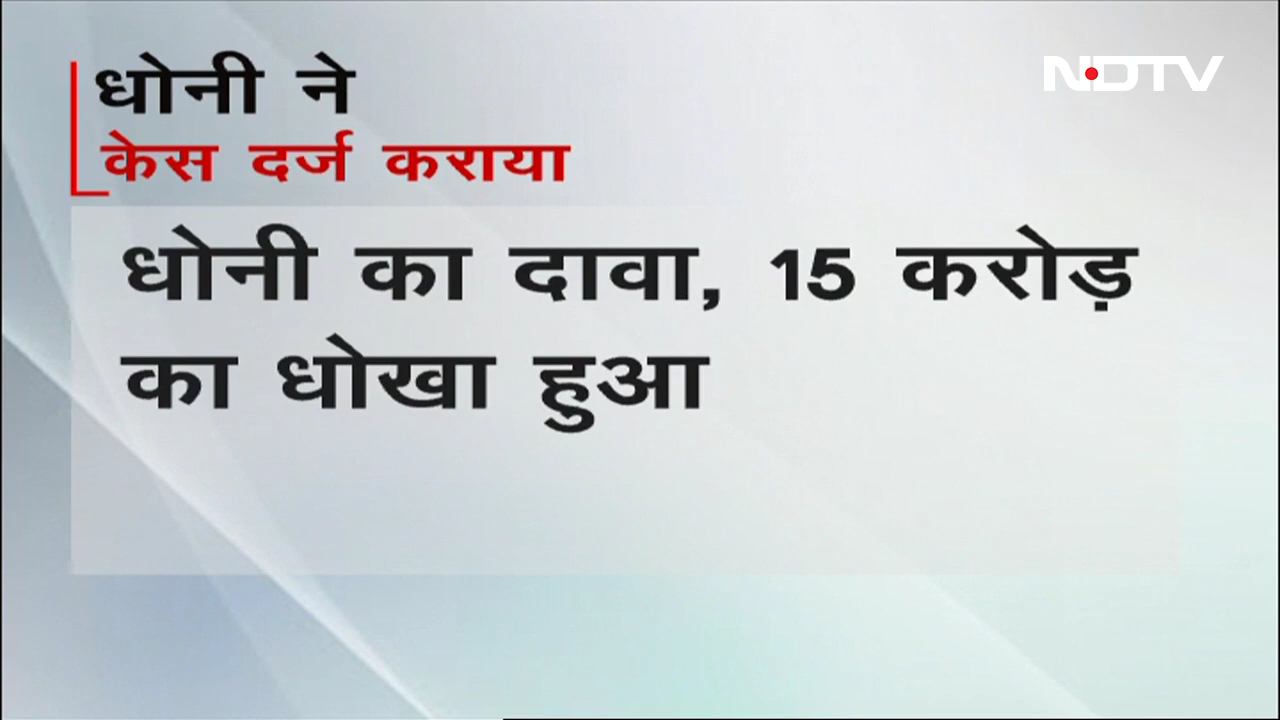 धोनी ने
NDTV
केस दर्ज कराया
धोनी का दावा, 15 करोड़
का धोखा हुआ